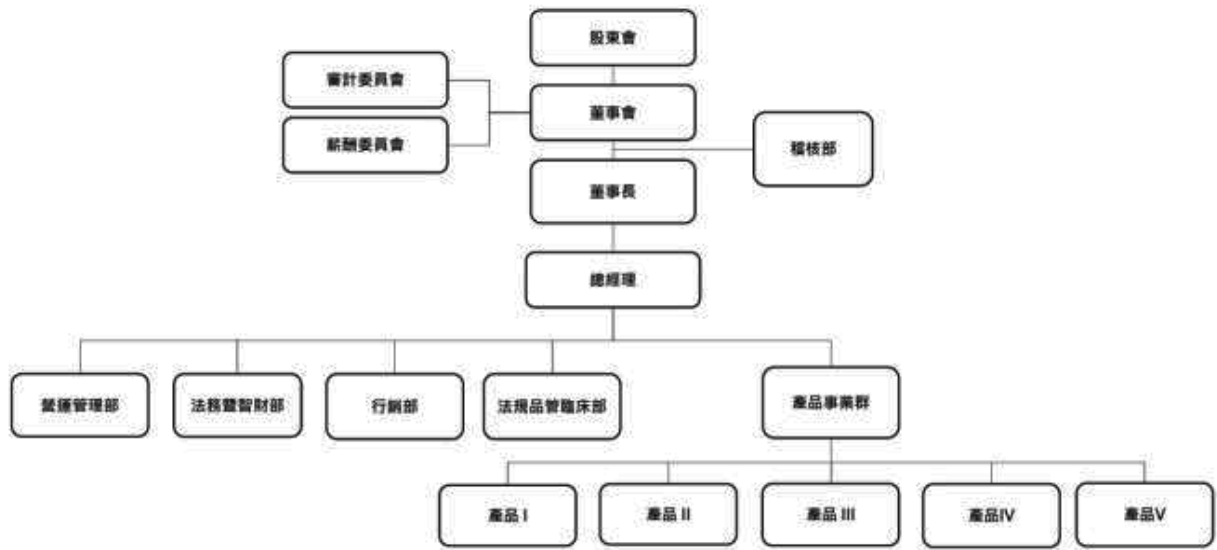 股東會
審計委員會
董事會
薪酬委員會
稽核部
董事長
總經理
營運管理部
法務暨智財部
行銷部
法規品管臨床部
產品事業群
產品 I
產品 II
產品 III
產品IV
產品V